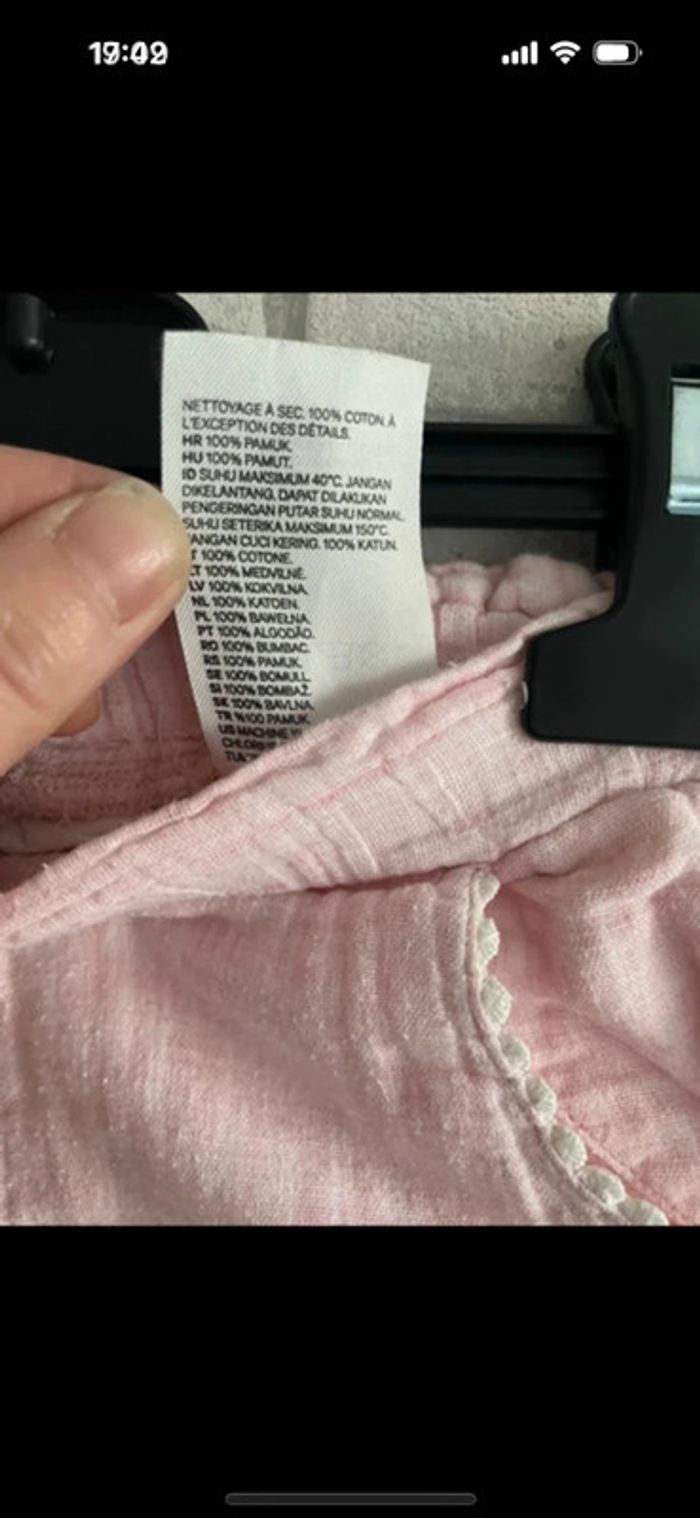 NETTOYAGE À SEC. 100% COTON. À
L'EXCEPTION DES DÉTAILS.
HR 100% PAMUK.
HU 100% PAMUT.
ID SUHU MAKSIMUM 40°C. JANGAN
DIKELANTANG. DAPAT DILAKUKAN
PENGERINGAN PUTAR SUHU NORMAL.
SUHU SETERIKA MAKSIMUM 150°C.
JANGAN CUCI KERING. 100% KATUN.
IT 100% COTONE.
LT 100% MEDVILNĖ.
LV 100% KOKVILNA.
NL 100% KATOEN.
PL 100% BAWEŁNA.
PT 100% ALGODÃO.
RO 100% BUMBAC.
RS 100% PAMUK.
SE 100% BOMULL.
SI 100% BOMBAŽ.
SK 100% BAVLNA.
TR %100 PAMUK.
US MACHINE